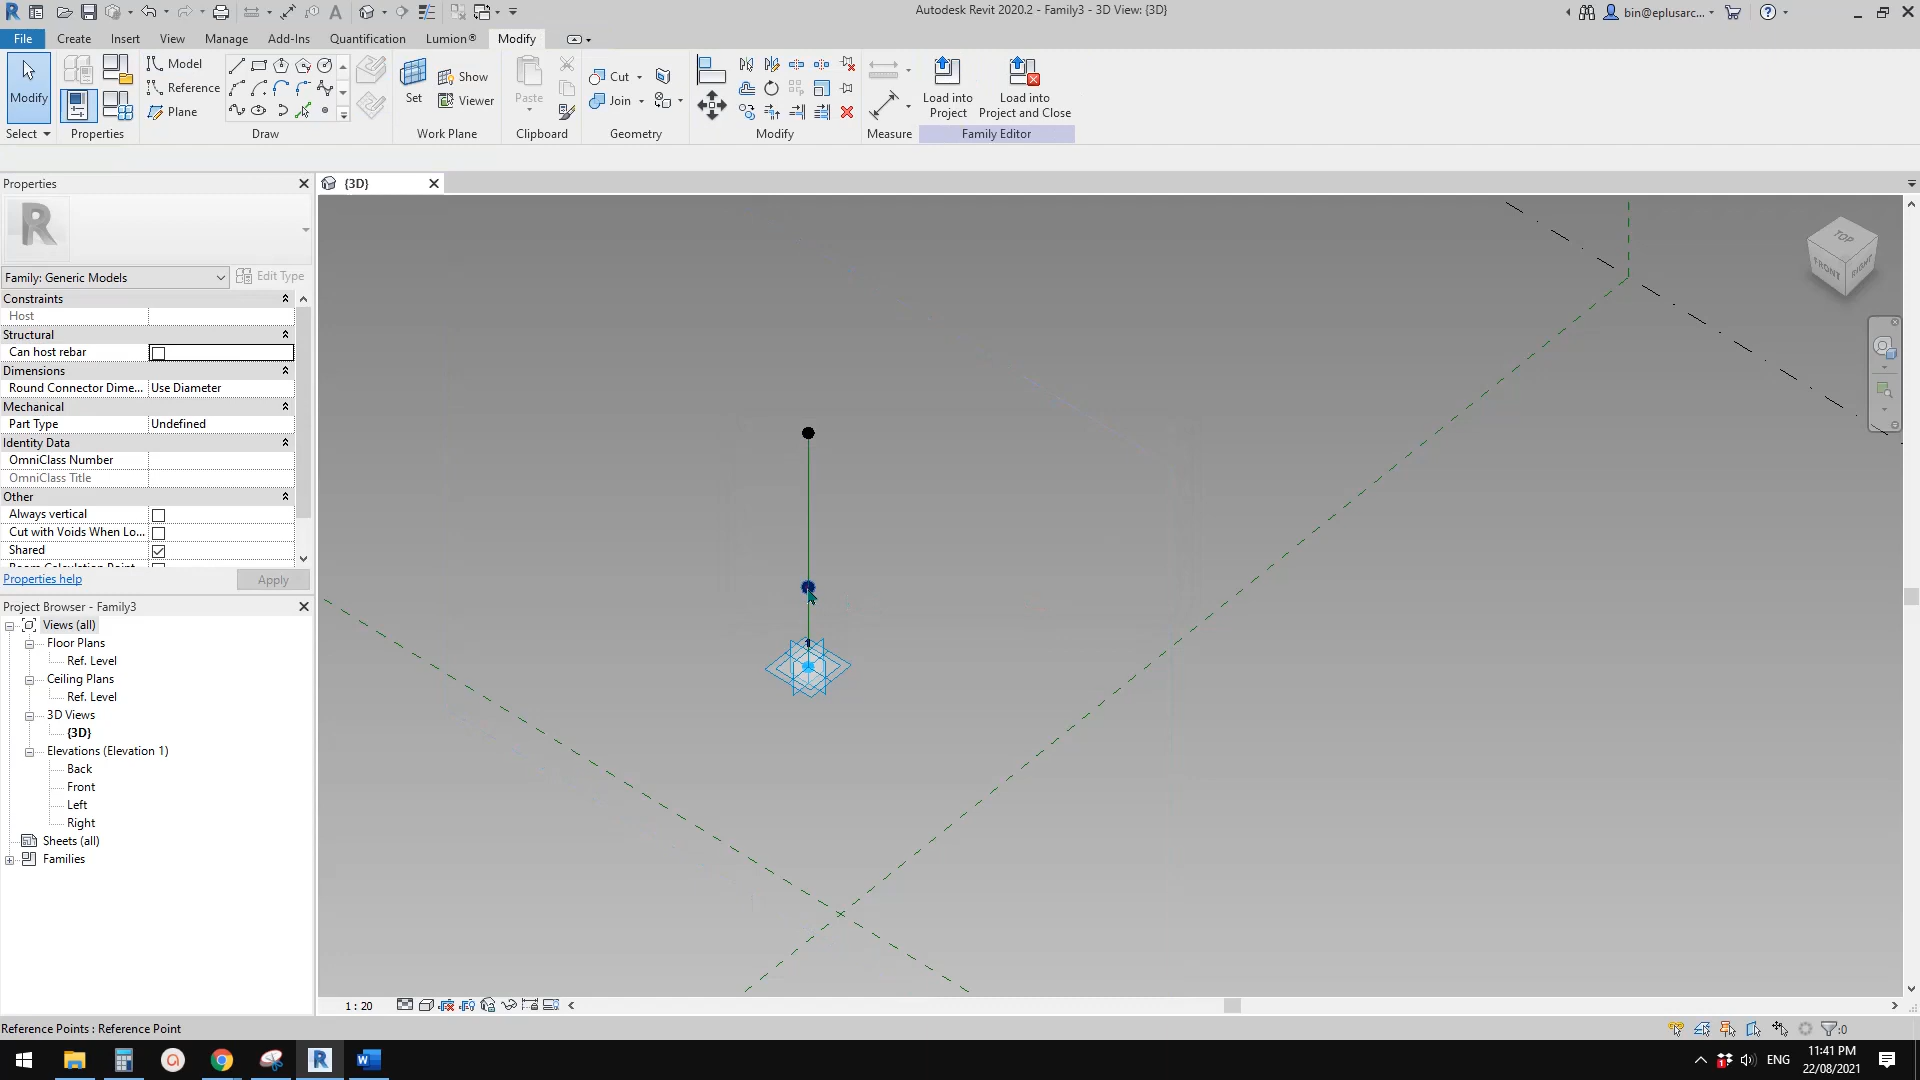 Autodesk Revit 2020.2 - Family3 - 3D View: {3D}
bin@eplusarc...
File Create Insert View Manage Add-Ins Quantification Lumion® Modify
Modify
Select
Properties
Model
Reference
Plane
Draw
Set
Show
Viewer
Work Plane
Paste
Clipboard
Cut
Join
Geometry
Modify
Measure
Load into
Project
Load into
Project and Close
Family Editor
Properties
R
Family: Generic Models
Edit Type
Constraints
Host
Structural
Can host rebar
Dimensions
Round Connector Dime... Use Diameter
Mechanical
Part Type Undefined
Identity Data
OmniClass Number
OmniClass Title
Other
Always vertical
Cut with Voids When Lo...
Shared
Properties help
Apply
Project Browser - Family3
Views (all)
Floor Plans
Ref. Level
Ceiling Plans
Ref. Level
3D Views
{3D}
Elevations (Elevation 1)
Back
Front
Left
Right
Sheets (all)
Families
{3D}
TOP
FRONT
RIGHT
1 : 20
Reference Points : Reference Point
:0
ENG
11:41 PM
22/08/2021